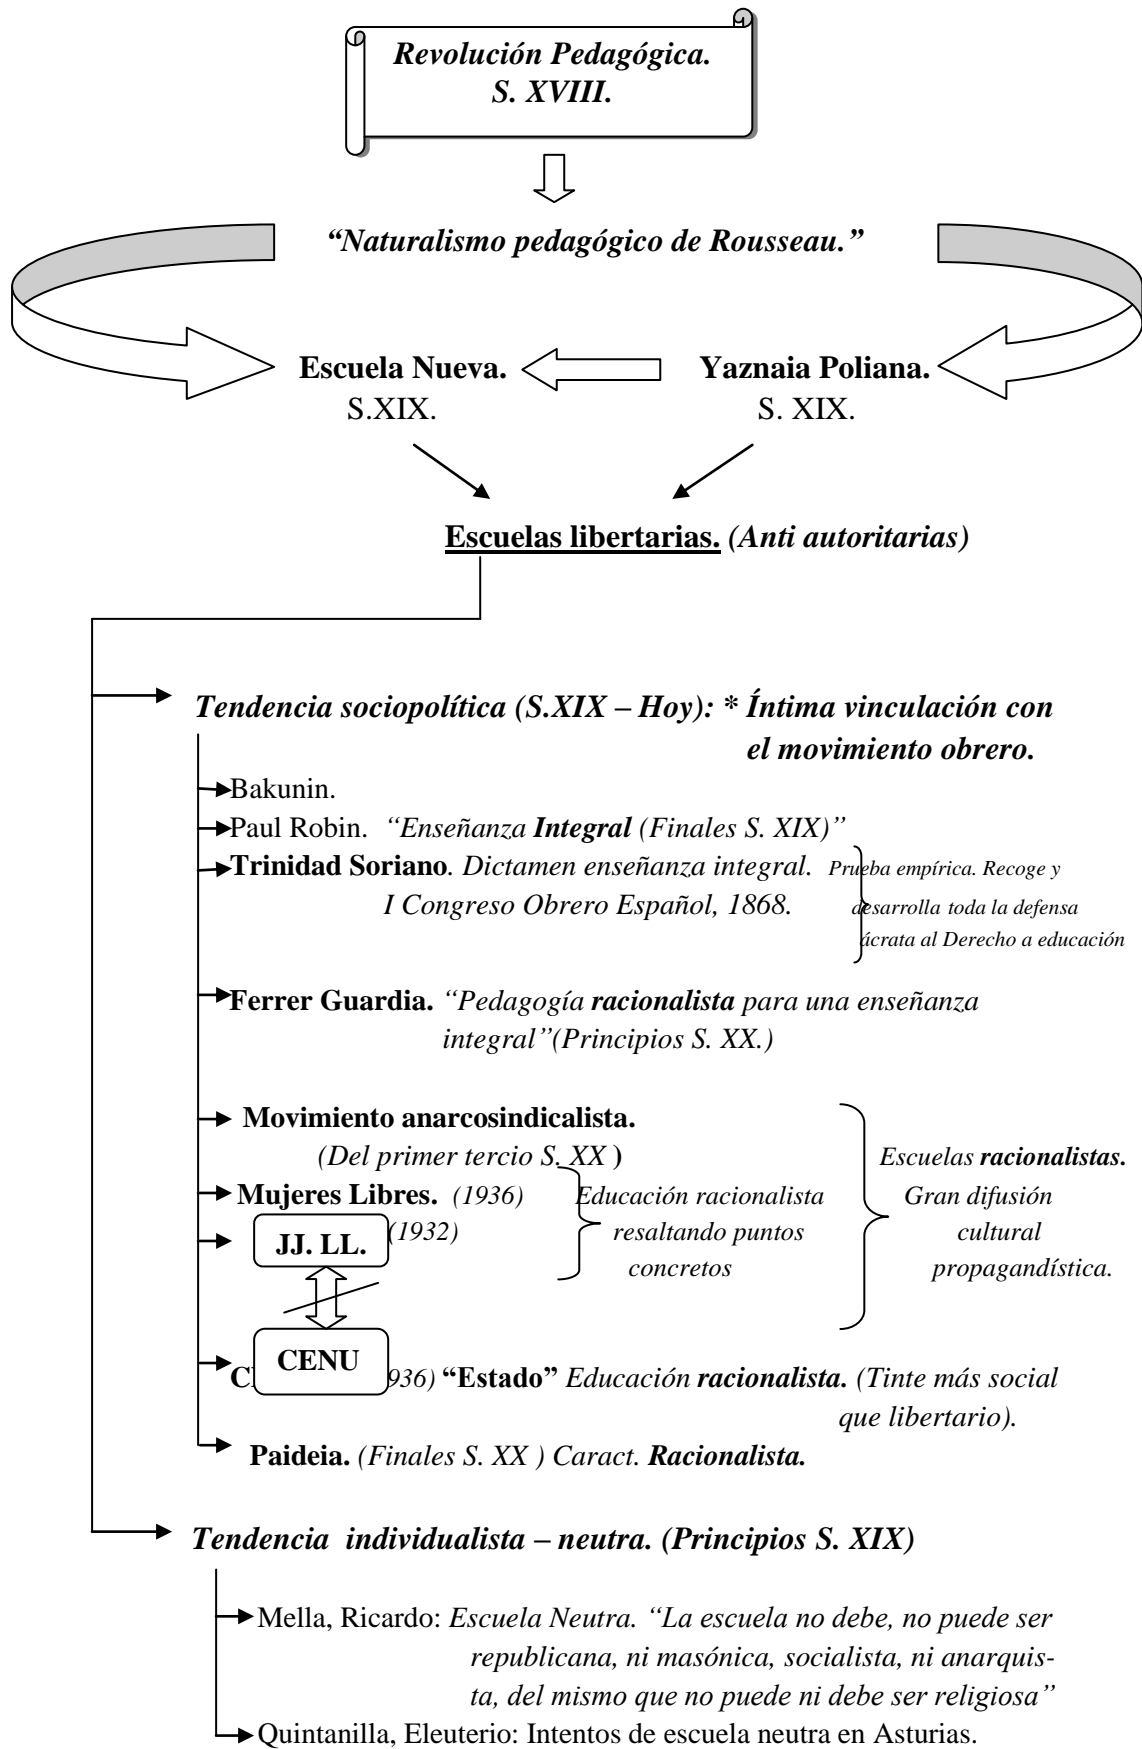 Revolución Pedagógica.
S. XVIII.
“Naturalismo pedagógico de Rousseau.”
Escuela Nueva.
S.XIX.
Yaznaia Poliana.
S. XIX.
Escuelas libertarias. (Anti autoritarias)
Tendencia sociopolítica (S.XIX – Hoy): * Íntima vinculación con
el movimiento obrero.
Bakunin.
Paul Robin. “Enseñanza Integral (Finales S. XIX)”
Trinidad Soriano. Dictamen enseñanza integral.
I Congreso Obrero Español, 1868.
Prueba empírica. Recoge y
desarrolla toda la defensa
ácrata al Derecho a educación
Ferrer Guardia. “Pedagogía racionalista para una enseñanza
integral”(Principios S. XX.)
Movimiento anarcosindicalista.
(Del primer tercio S. XX )
Mujeres Libres. (1936)
JJ. LL. (1932)
Educación racionalista
resaltando puntos
concretos
Escuelas racionalistas.
Gran difusión
cultural
propagandística.
CENU
936) “Estado” Educación racionalista. (Tinte más social
que libertario).
Paideia. (Finales S. XX ) Caract. Racionalista.
Tendencia individualista – neutra. (Principios S. XIX)
Mella, Ricardo: Escuela Neutra. “La escuela no debe, no puede ser
republicana, ni masónica, socialista, ni anarquis-
ta, del mismo que no puede ni debe ser religiosa”
Quintanilla, Eleuterio: Intentos de escuela neutra en Asturias.